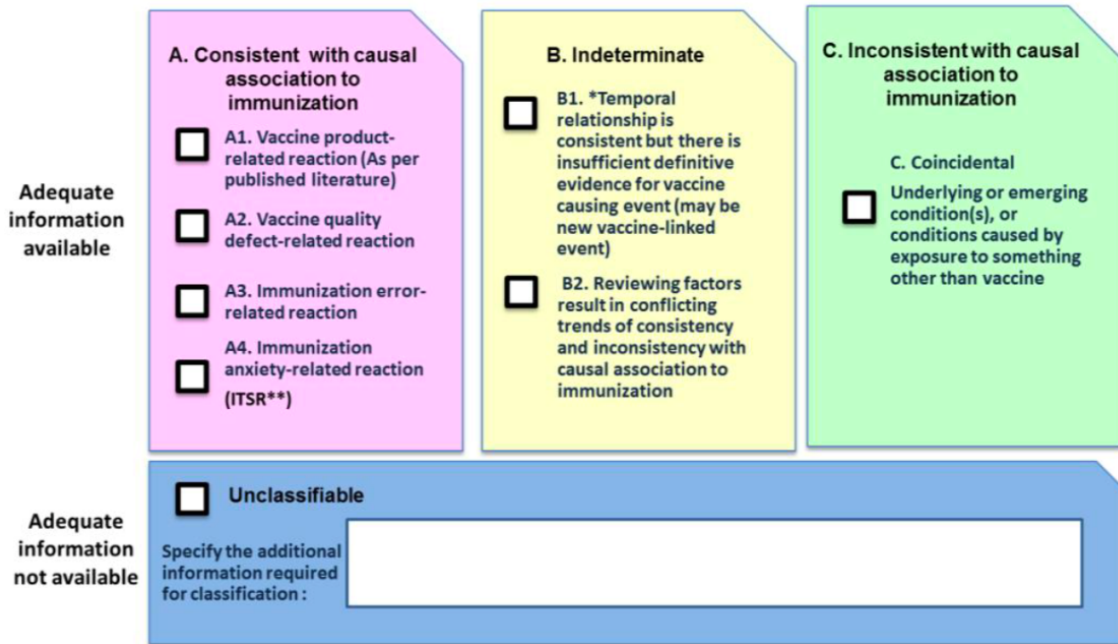 A. Consistent with causal
association to
immunization
A1. Vaccine product-
related reaction (As per
published literature)
A2. Vaccine quality
defect-related reaction
A3. Immunization error-
related reaction
A4. Immunization
anxiety-related reaction
(ITSR**)
B. Indeterminate
B1. *Temporal
relationship is
consistent but there is
insufficient definitive
evidence for vaccine
causing event (may be
new vaccine-linked
event)
B2. Reviewing factors
result in conflicting
trends of consistency
and inconsistency with
causal association to
immunization
C. Inconsistent with causal
association to
immunization
C. Coincidental
Underlying or emerging
condition(s), or
conditions caused by
exposure to something
other than vaccine
Adequate
information
available
Unclassifiable
Specify the additional
information required
for classification :
Adequate
information
not available